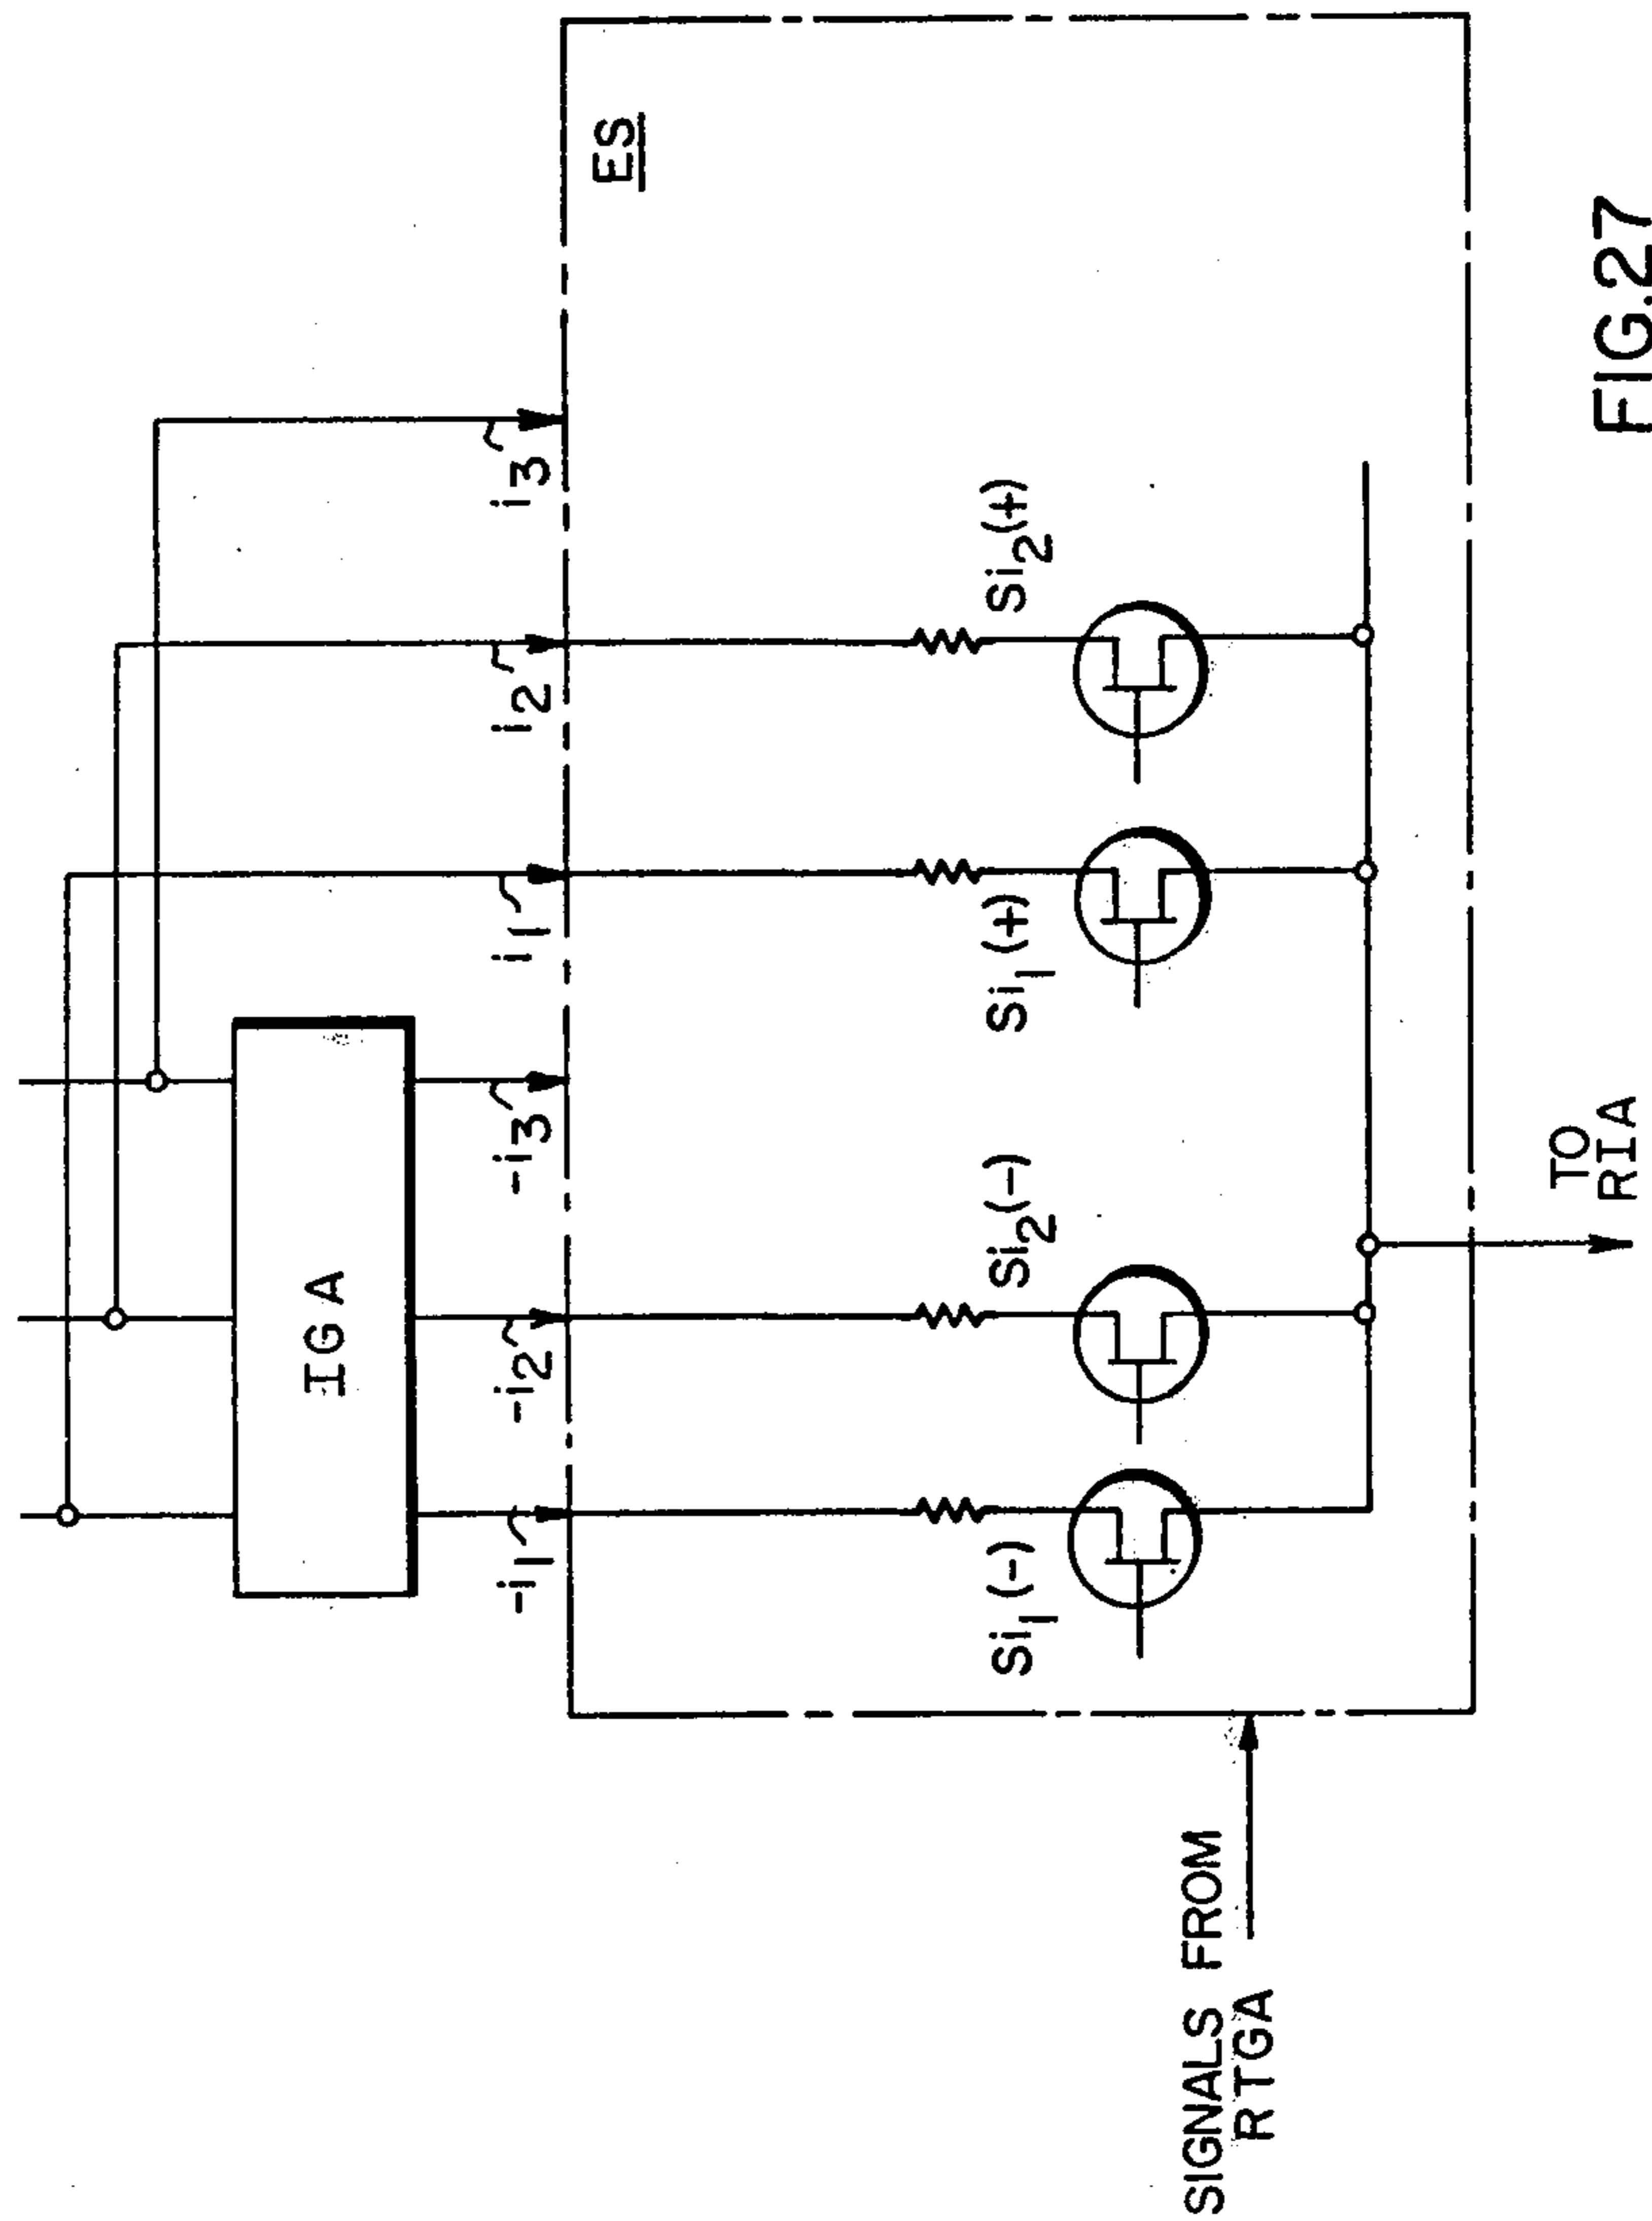 IGA
-i1
-i2
-i3
i1
i2
i3
ES
Si1(-)
Si2(-)
Si1(+)
Si2(+)
SIGNALS FROM
RTGA
TO
RIA
FIG.27